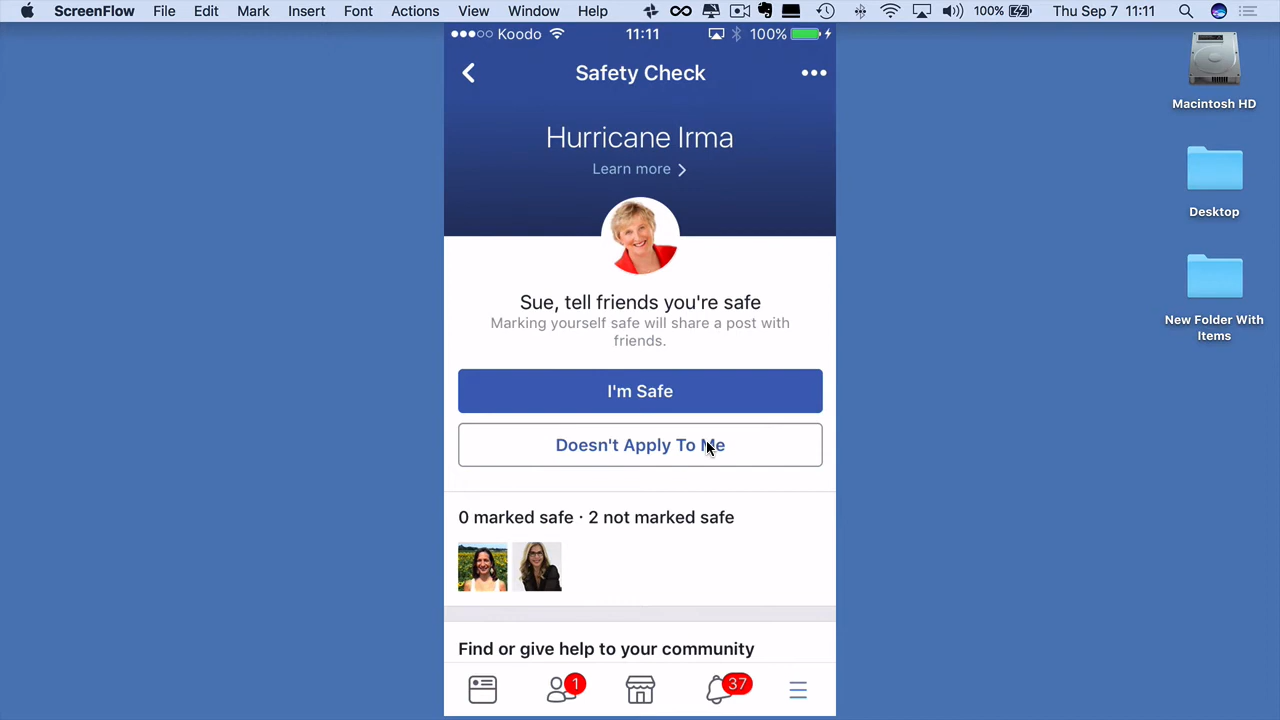 ScreenFlow File Edit Mark Insert Font Actions View Window Help 100% Thu Sep 7 11:11
Koodo 11:11 100%
Safety Check
Macintosh HD
Hurricane Irma
Learn more
Desktop
Sue, tell friends you're safe
Marking yourself safe will share a post with
friends.
New Folder With
Items
I'm Safe
Doesn't Apply To Me
0 marked safe · 2 not marked safe
Find or give help to your community
1 37